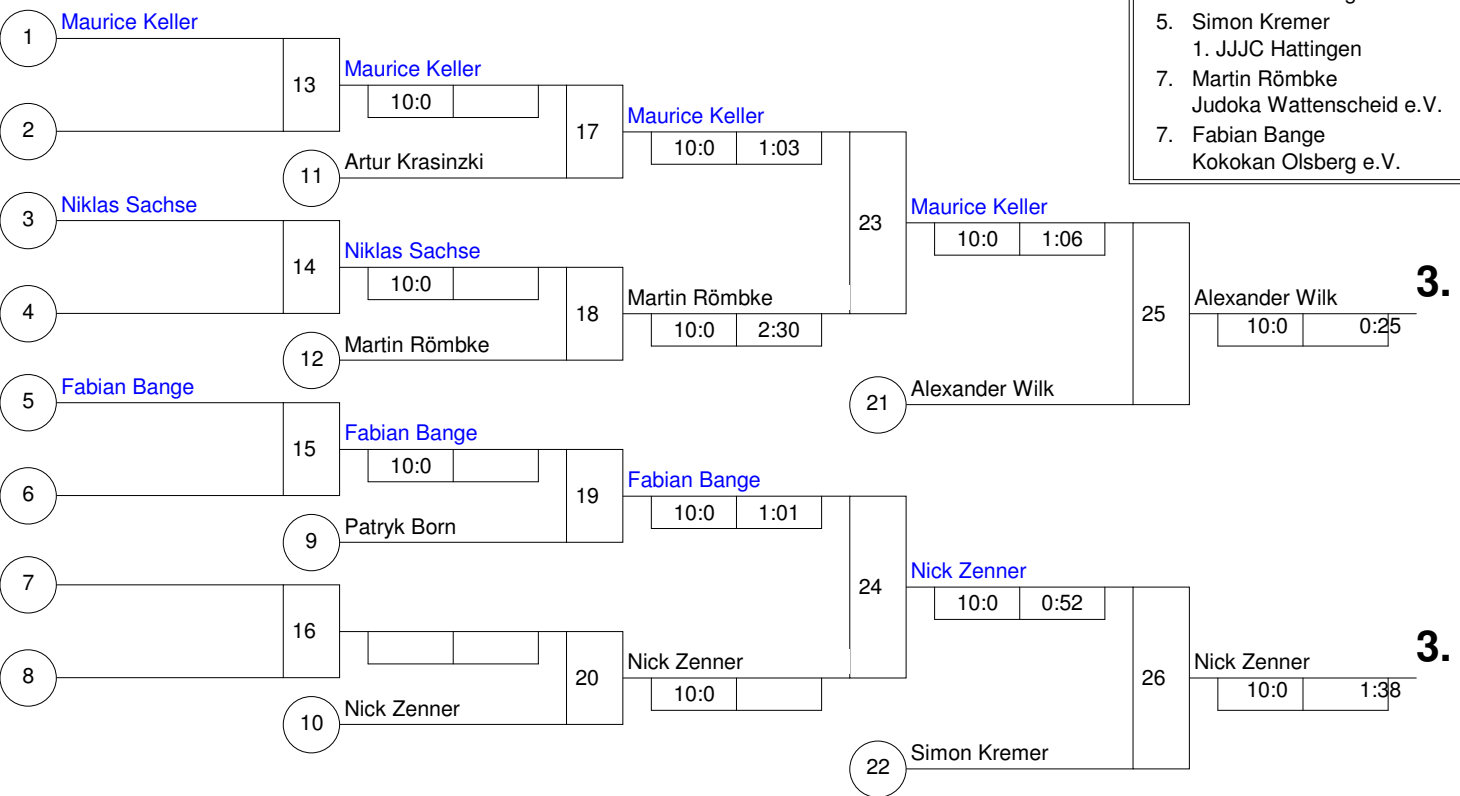 5. Simon Kremer
1. JJJC Hattingen
7. Martin Römbke
Judoka Wattenscheid e.V.
7. Fabian Bange
Kokokan Olsberg e.V.
1 Maurice Keller
13 Maurice Keller
10:0
2
17 Maurice Keller
10:0 1:03
11 Artur Krasinzki
3 Niklas Sachse
23 Maurice Keller
10:0 1:06
14 Niklas Sachse
10:0
4
18 Martin Römbke
10:0 2:30
12 Martin Römbke
25 Alexander Wilk 3.
10:0 0:25
21 Alexander Wilk
5 Fabian Bange
15 Fabian Bange
10:0
6
19 Fabian Bange
10:0 1:01
9 Patryk Born
7
24 Nick Zenner
10:0 0:52
16
8
20 Nick Zenner
10:0
10 Nick Zenner
26 Nick Zenner 3.
10:0 1:38
22 Simon Kremer